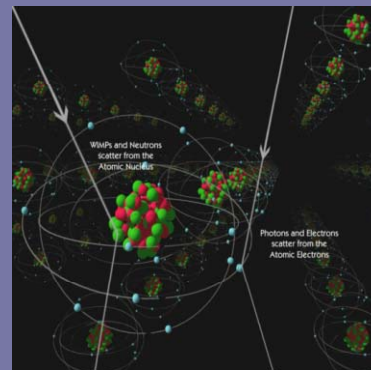 WIMPs and Neutrons
scatter from the
Atomic Nucleus
Photons and Electrons
scatter from the
Atomic Electrons